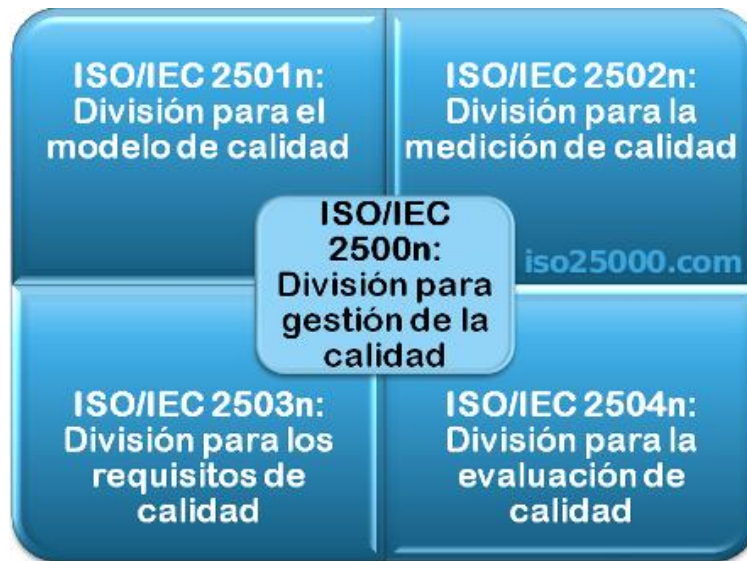 ISO/IEC 2501n:
División para el
modelo de calidad
ISO/IEC 2502n:
División para la
medición de calidad
ISO/IEC
2500n:
División para
gestión de la
calidad
iso25000.com
ISO/IEC 2503n:
División para los
requisitos de
calidad
ISO/IEC 2504n:
División para la
evaluación de
calidad